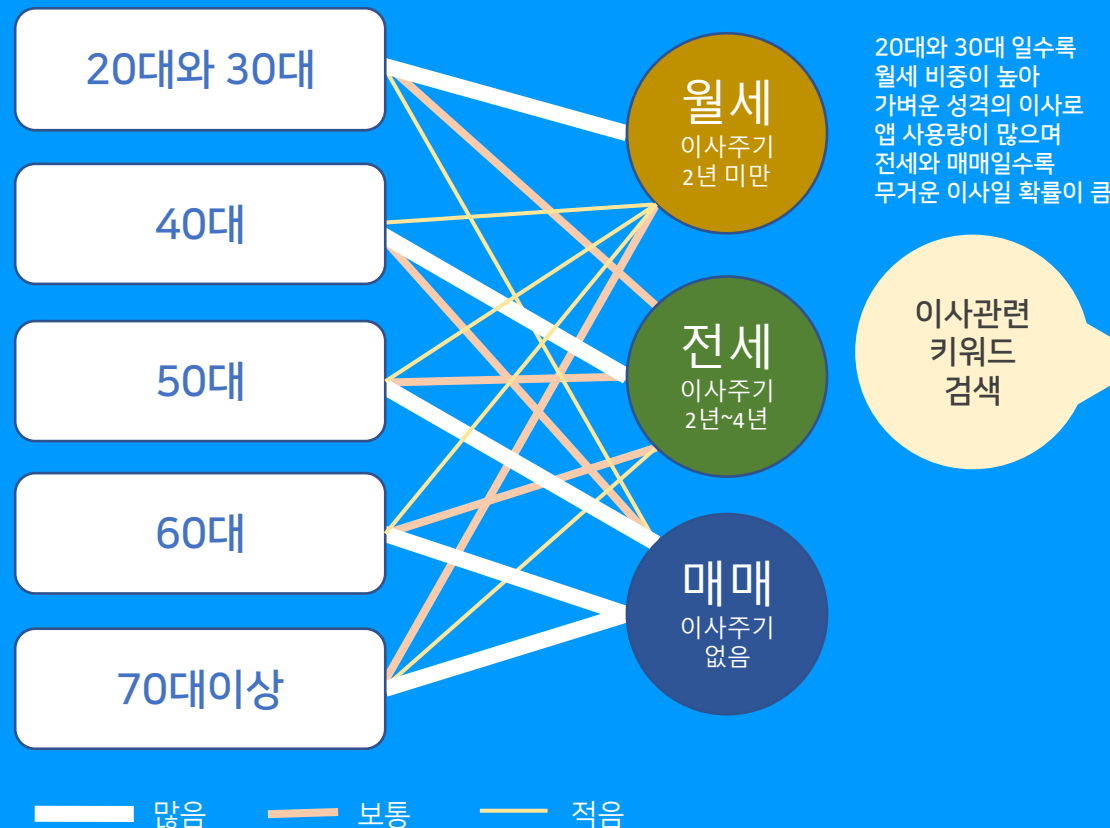 20대와 30대
40대
50대
60대
70대이상
월세
이사주기
2년 미만
전세
이사주기
2년~4년
매매
이사주기
없음
20대와 30대 일수록
월세 비중이 높아
가벼운 성격의 이사로
앱 사용량이 많으며
전세와 매매일수록
무거운 이사일 확률이 큼
이사관련
키워드
검색
많음
보통
적음